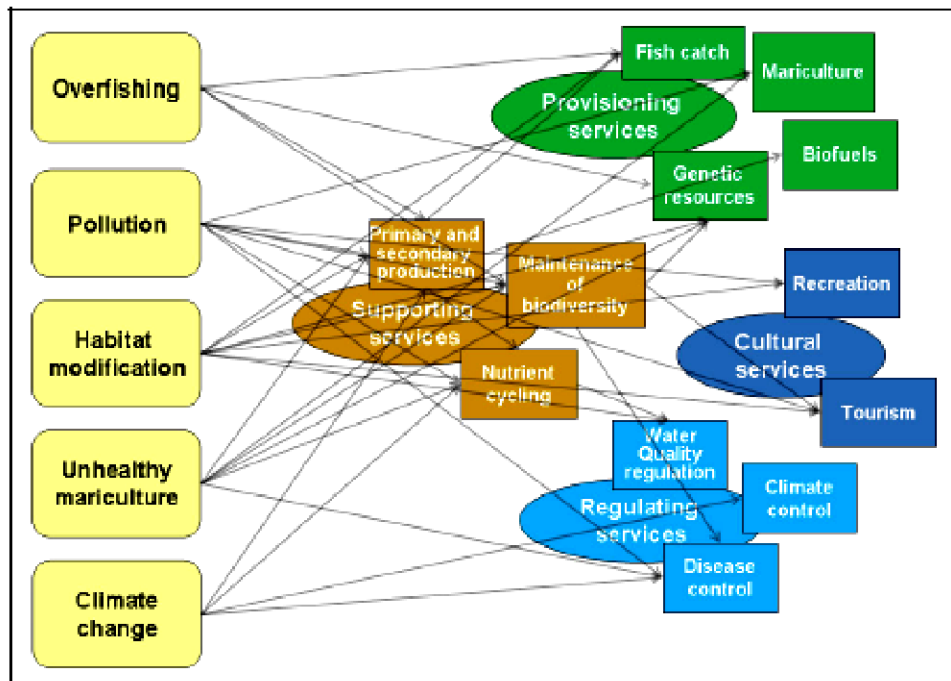 Overfishing
Pollution
Habitat
modification
Unhealthy
mariculture
Climate
change
Fish catch
Mariculture
Provisioning
services
Biofuels
Genetic
resources
Primary and
secondary
production
Maintenance
of
biodiversity
Supporting
services
Nutrient
cycling
Recreation
Cultural
services
Tourism
Water
Quality
regulation
Climate
control
Regulating
services
Disease
control